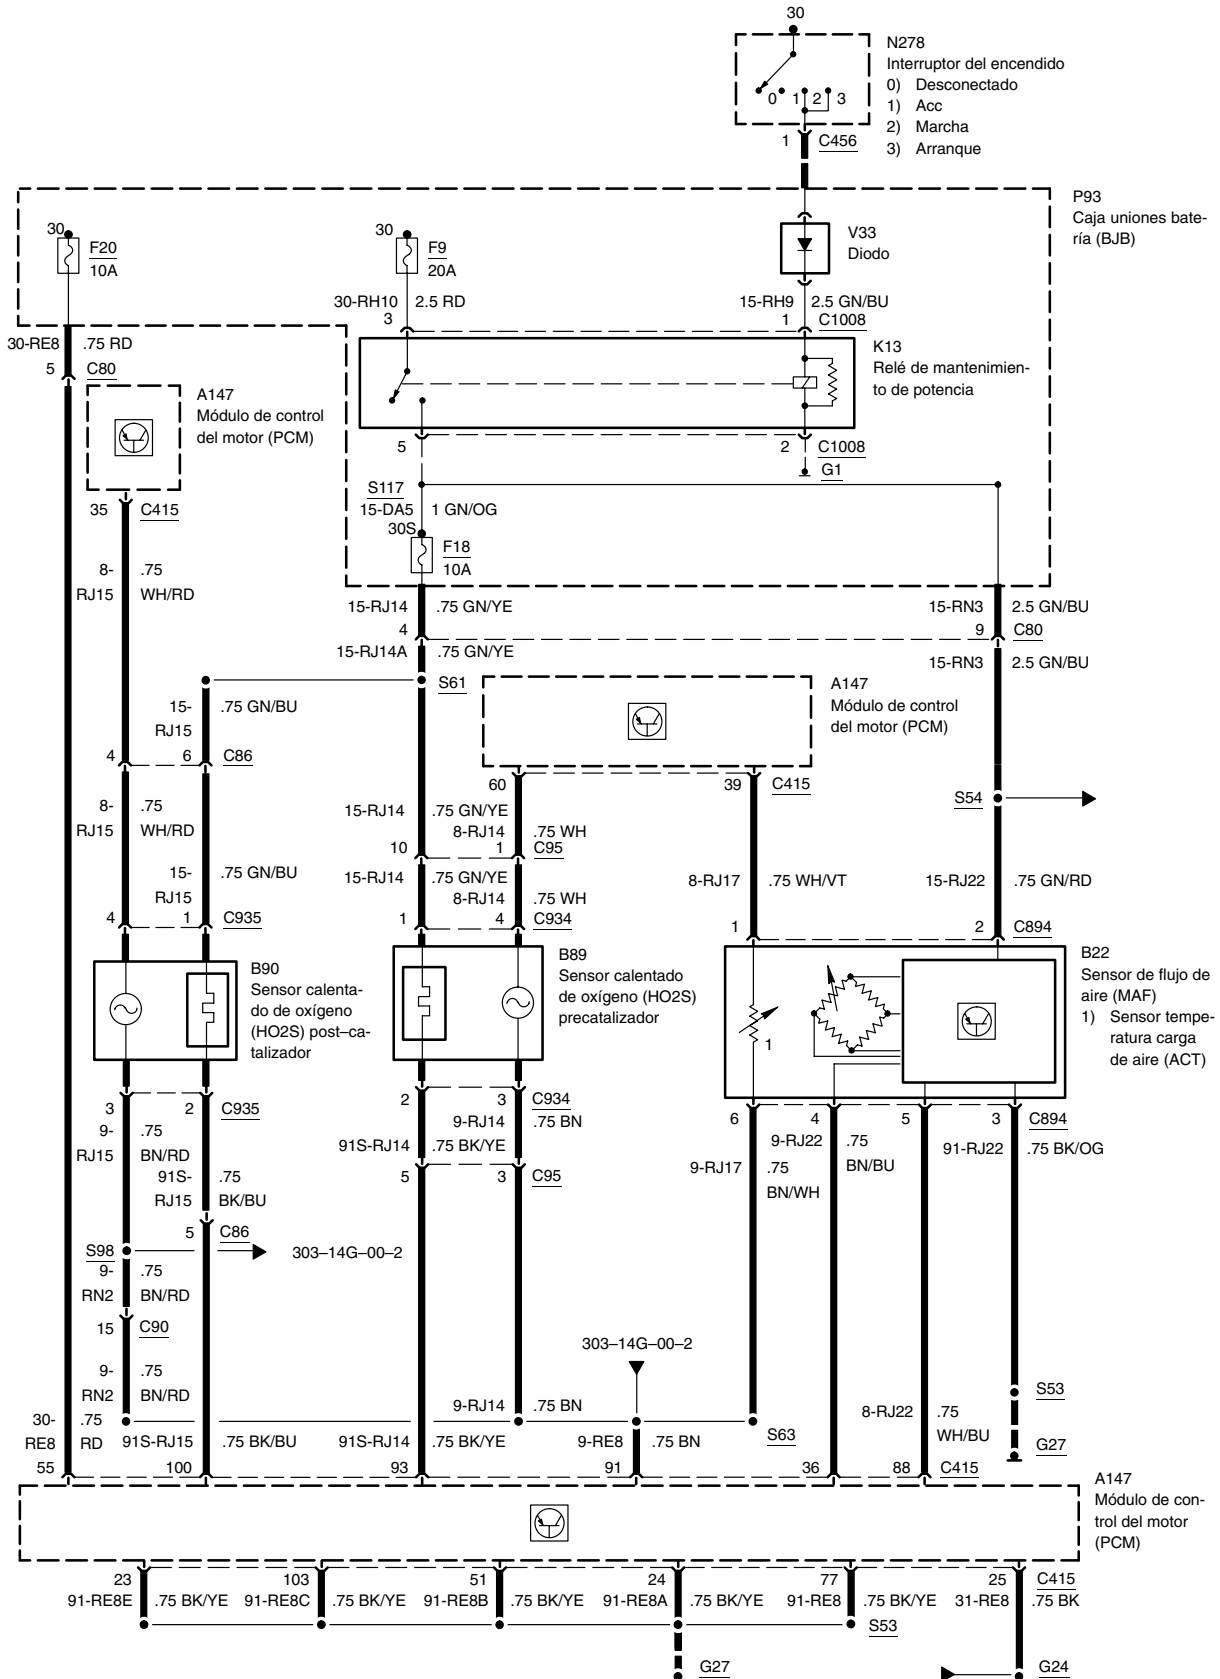 30
N278
Interruptor del encendido
0) Desconectado
1) Acc
2) Marcha
3) Arranque
0 1 2 3
1 C456
P93
Caja uniones bate-
ría (BJB)
30
F20
10A
30
F9
20A
V33
Diodo
30-RH10 2.5 RD
15-RH9 2.5 GN/BU
3
1 C1008
30-RE8 .75 RD
5 C80
K13
Relé de mantenimien-
to de potencia
A147
Módulo de control
del motor (PCM)
5
2 C1008
G1
S117
15-DA5 1 GN/OG
30S
F18
10A
35 C415
8-
RJ15
.75
WH/RD
15-RJ14 .75 GN/YE
15-RN3 2.5 GN/BU
4
9 C80
15-RJ14A .75 GN/YE
15-RN3 2.5 GN/BU
S61
A147
Módulo de control
del motor (PCM)
15-
RJ15
.75 GN/BU
4 6 C86
60
39 C415
S54
8-
RJ15
.75
WH/RD
15-RJ14 .75 GN/YE
8-RJ14 .75 WH
10 1 C95
15-
RJ15
.75 GN/BU
15-RJ14 .75 GN/YE
8-RJ14 .75 WH
8-RJ17 .75 WH/VT
15-RJ22 .75 GN/RD
4 1 C935
1 4 C934
1
2 C894
B90
Sensor calenta-
do de oxígeno
(HO2S) post–ca-
talizador
B89
Sensor calentado
de oxígeno (HO2S)
precatalizador
B22
Sensor de flujo de
aire (MAF)
1) Sensor tempe-
ratura carga
de aire (ACT)
1
3 2 C935
2 3 C934
6 4 5 3 C894
9-
RJ15
.75
BN/RD
9-RJ14 .75 BN
91S-RJ14 .75 BK/YE
9-RJ22 .75
BN/BU
91-RJ22 .75 BK/OG
9-RJ17 .75
BN/WH
91S-
RJ15
.75
BK/BU
5 3 C95
5 C86
S98
303–14G–00–2
9-
RN2
.75
BN/RD
15 C90
303–14G–00–2
9-
RN2
.75
BN/RD
9-RJ14 .75 BN
S63
S53
8-RJ22 .75
WH/BU
G27
30-
RE8
.75
RD
91S-RJ15 .75 BK/BU
91S-RJ14 .75 BK/YE
9-RE8 .75 BN
55 100 93 91 36 88 C415
A147
Módulo de con-
trol del motor
(PCM)
23 103 51 24 77 25 C415
91-RE8E .75 BK/YE 91-RE8C .75 BK/YE 91-RE8B .75 BK/YE 91-RE8A .75 BK/YE 91-RE8 .75 BK/YE 31-RE8 .75 BK
S53
G27
G24